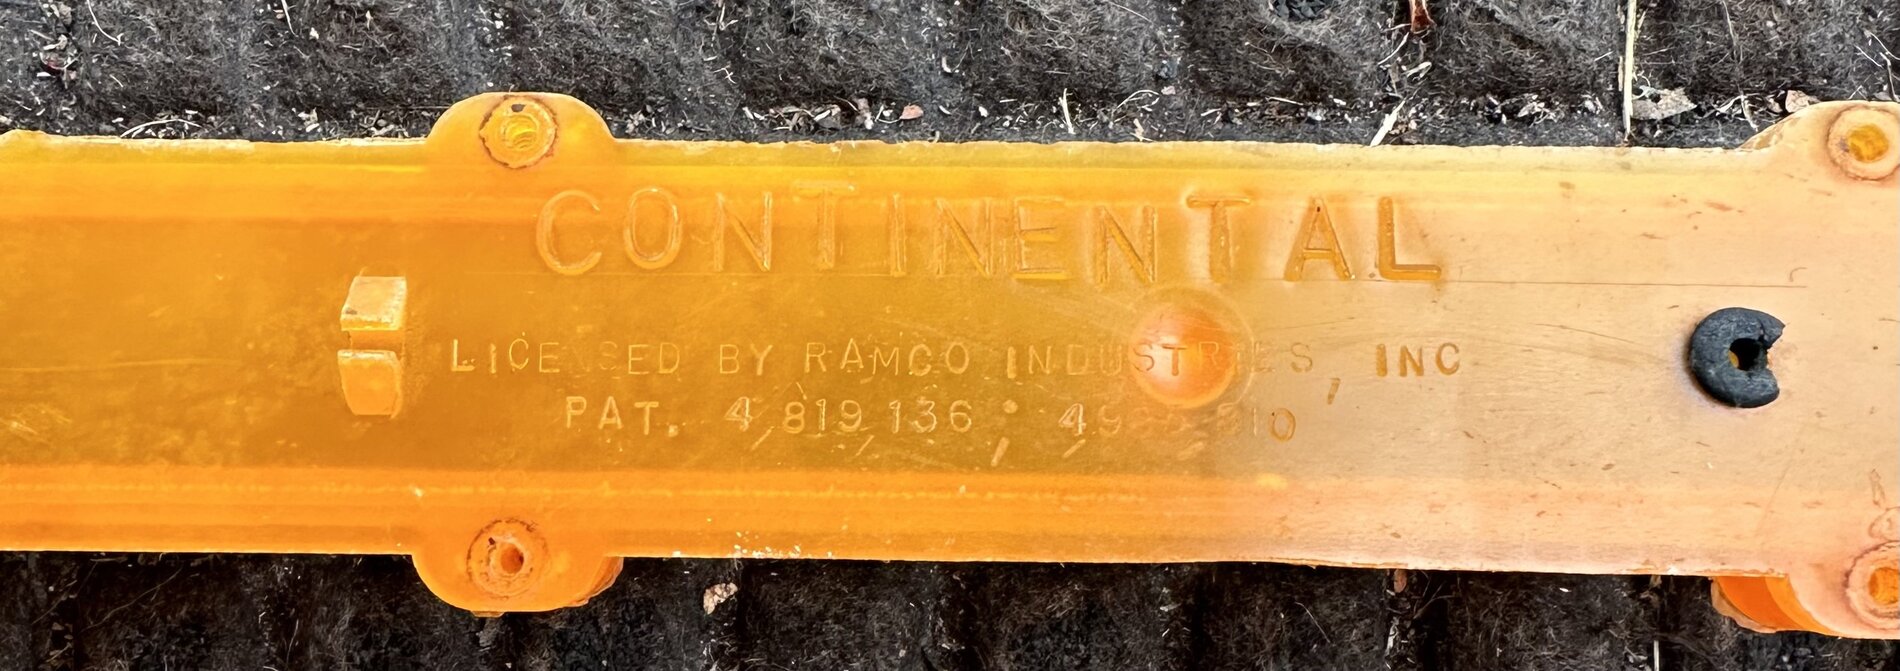 CONTINENTAL
LICENSED BY RAMCO INDUSTRIES, INC
PAT. 4,819,136;